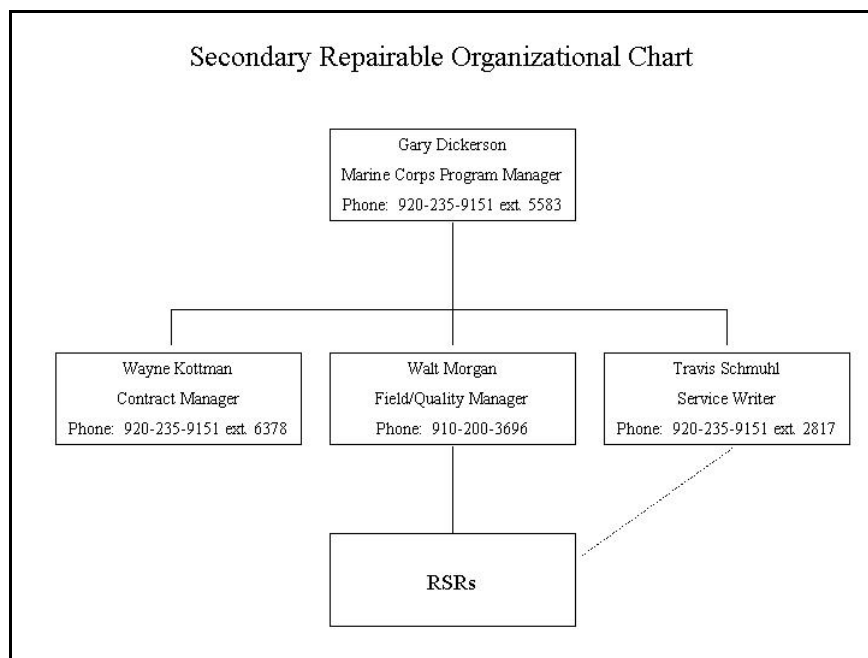 Secondary Repairable Organizational Chart
Gary Dickerson
Marine Corps Program Manager
Phone: 920-235-9151 ext. 5583
Wayne Kottman
Contract Manager
Phone: 920-235-9151 ext. 6378
Walt Morgan
Field/Quality Manager
Phone: 910-200-3696
Travis Schmuhl
Service Writer
Phone: 920-235-9151 ext. 2817
RSRs